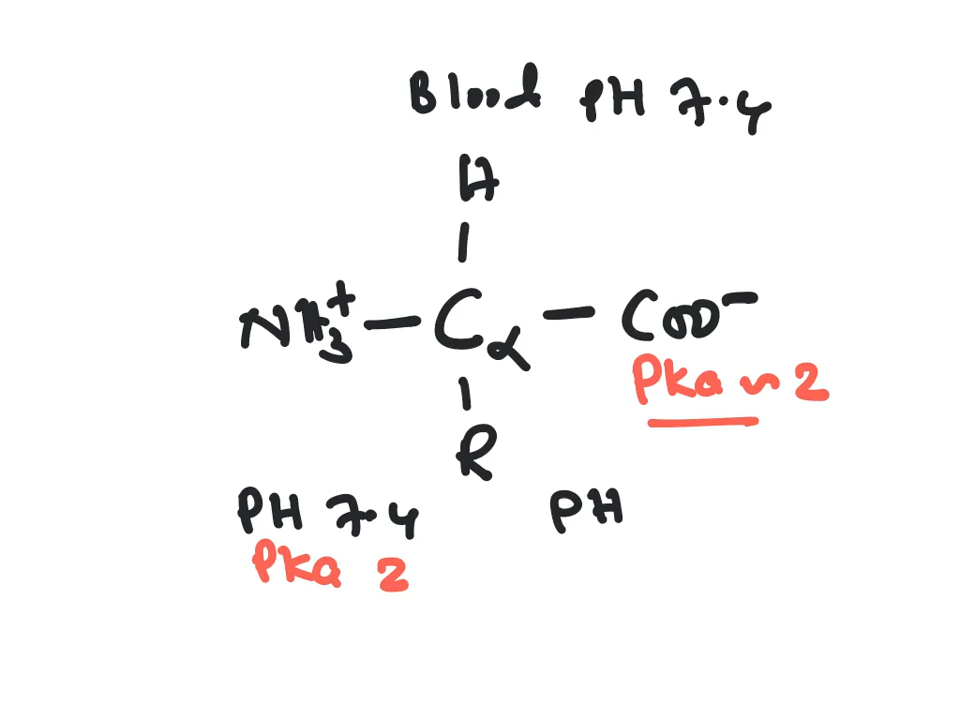 Blood pH 7.4
H
NH3+ — Cα — COO−
Pka ~ 2
R
PH 7.4 PH
Pka 2